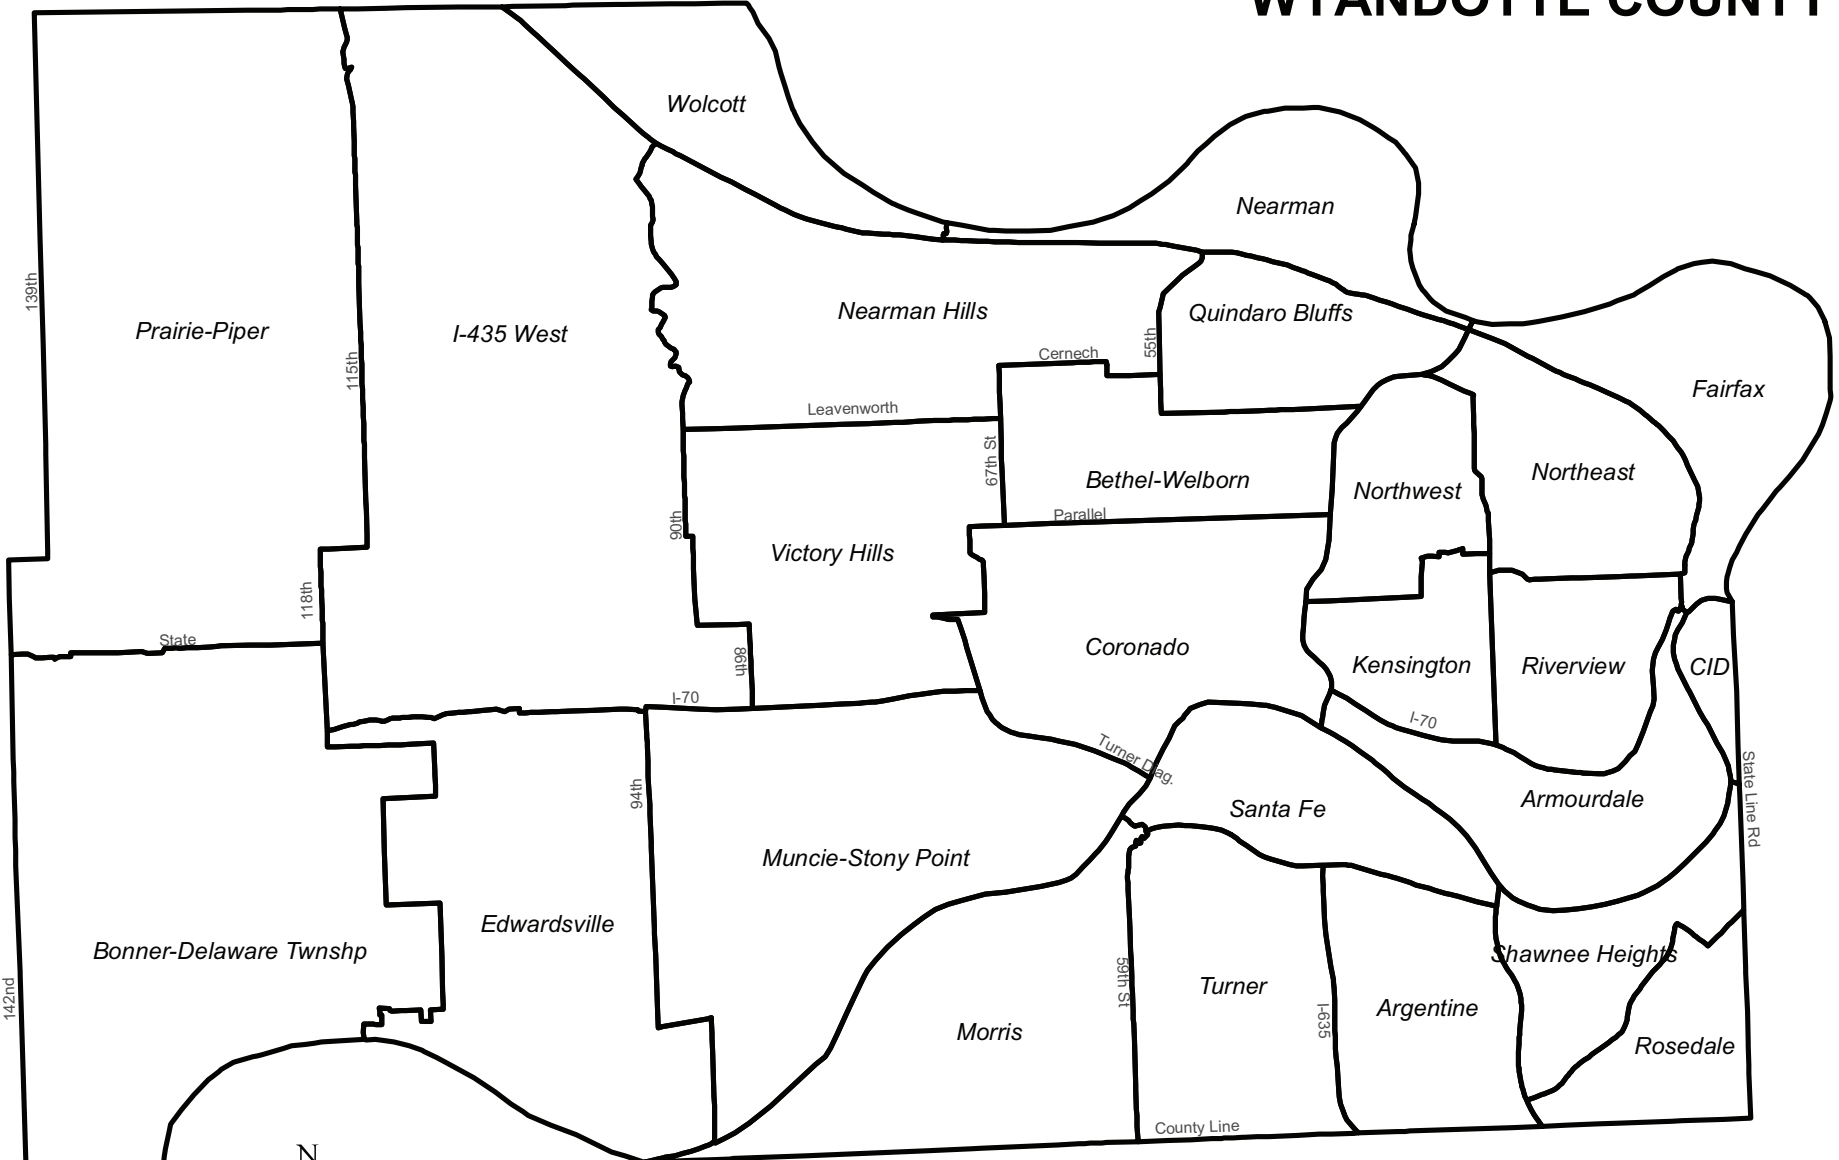 WYANDOTTE COUNTY
Wolcott
Nearman
139th
Prairie-Piper
115th
I-435 West
Nearman Hills
Quindaro Bluffs
55th
Cernech
Fairfax
Leavenworth
67th St
Bethel-Welborn
Northwest
Northeast
Parallel
90th
Victory Hills
118th
State
86th
Coronado
Kensington
Riverview
CID
I-70
I-70
Turner Diag.
State Line Rd
94th
Santa Fe
Armourdale
Muncie-Stony Point
Edwardsville
Bonner-Delaware Twnshp
142nd
59th St
Turner
I-635
Argentine
Shawnee Heights
Morris
Rosedale
County Line
N